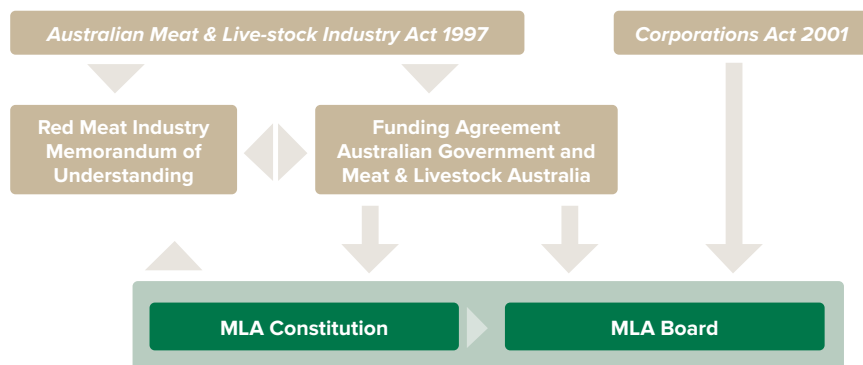 Australian Meat & Live-stock Industry Act 1997
Corporations Act 2001
Red Meat Industry
Memorandum of
Understanding
Funding Agreement
Australian Government and
Meat & Livestock Australia
MLA Constitution
MLA Board